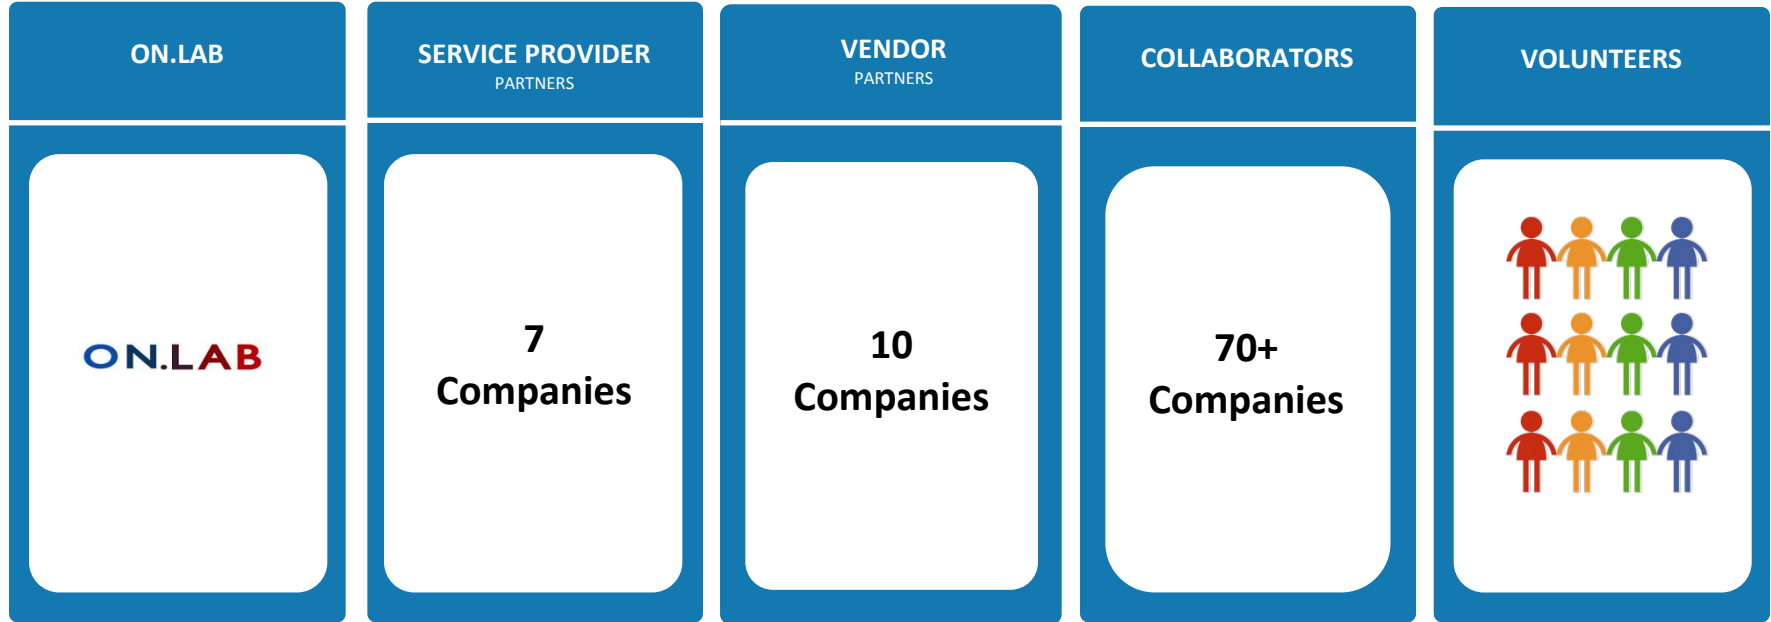 ON.LAB
SERVICE PROVIDER
PARTNERS
VENDOR
PARTNERS
COLLABORATORS
VOLUNTEERS
ON.LAB
7
Companies
10
Companies
70+
Companies